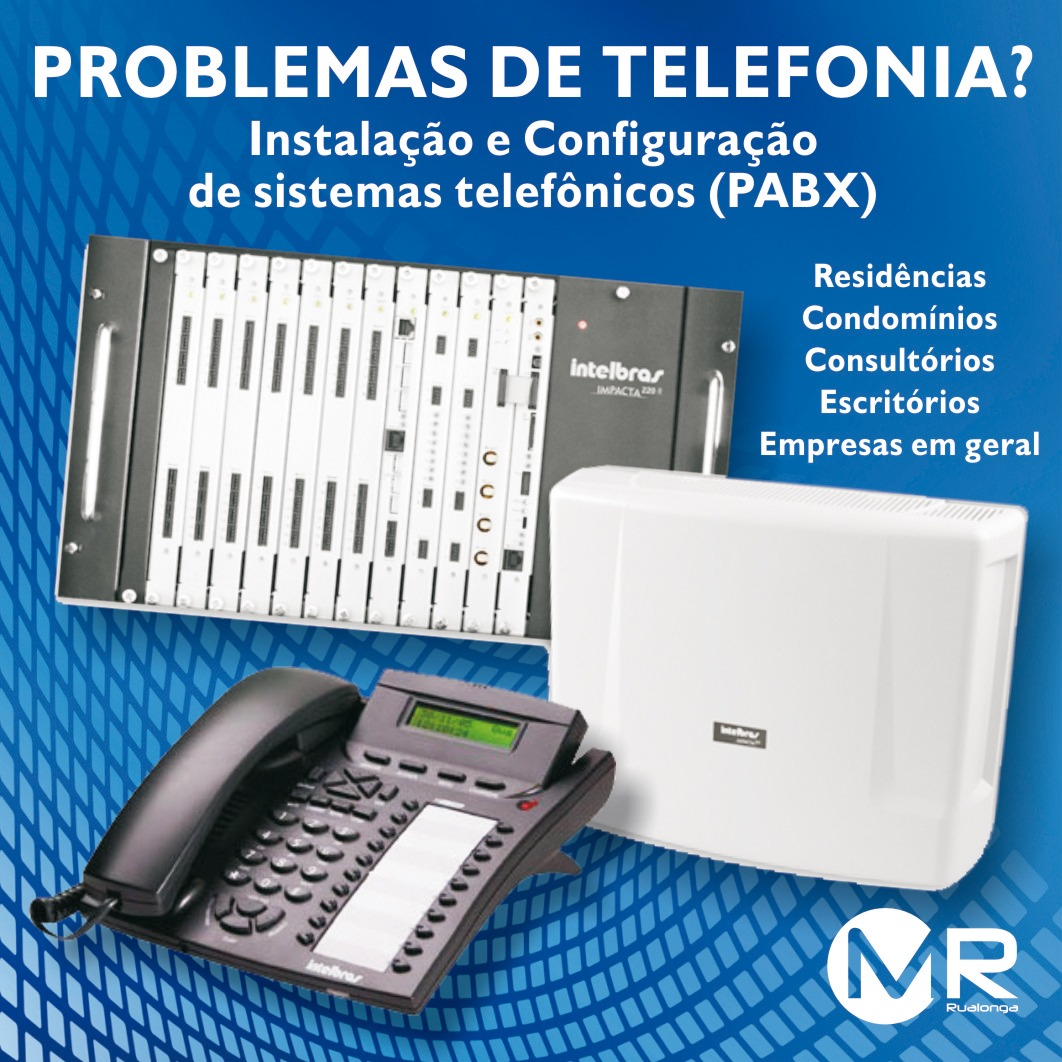 PROBLEMAS DE TELEFONIA?
Instalação e Configuração
de sistemas telefônicos (PABX)
Residências
Condomínios
Consultórios
Escritórios
Empresas em geral
intelbras
IMPACTA 220
intelbras
intelbras
MR
Rualonga